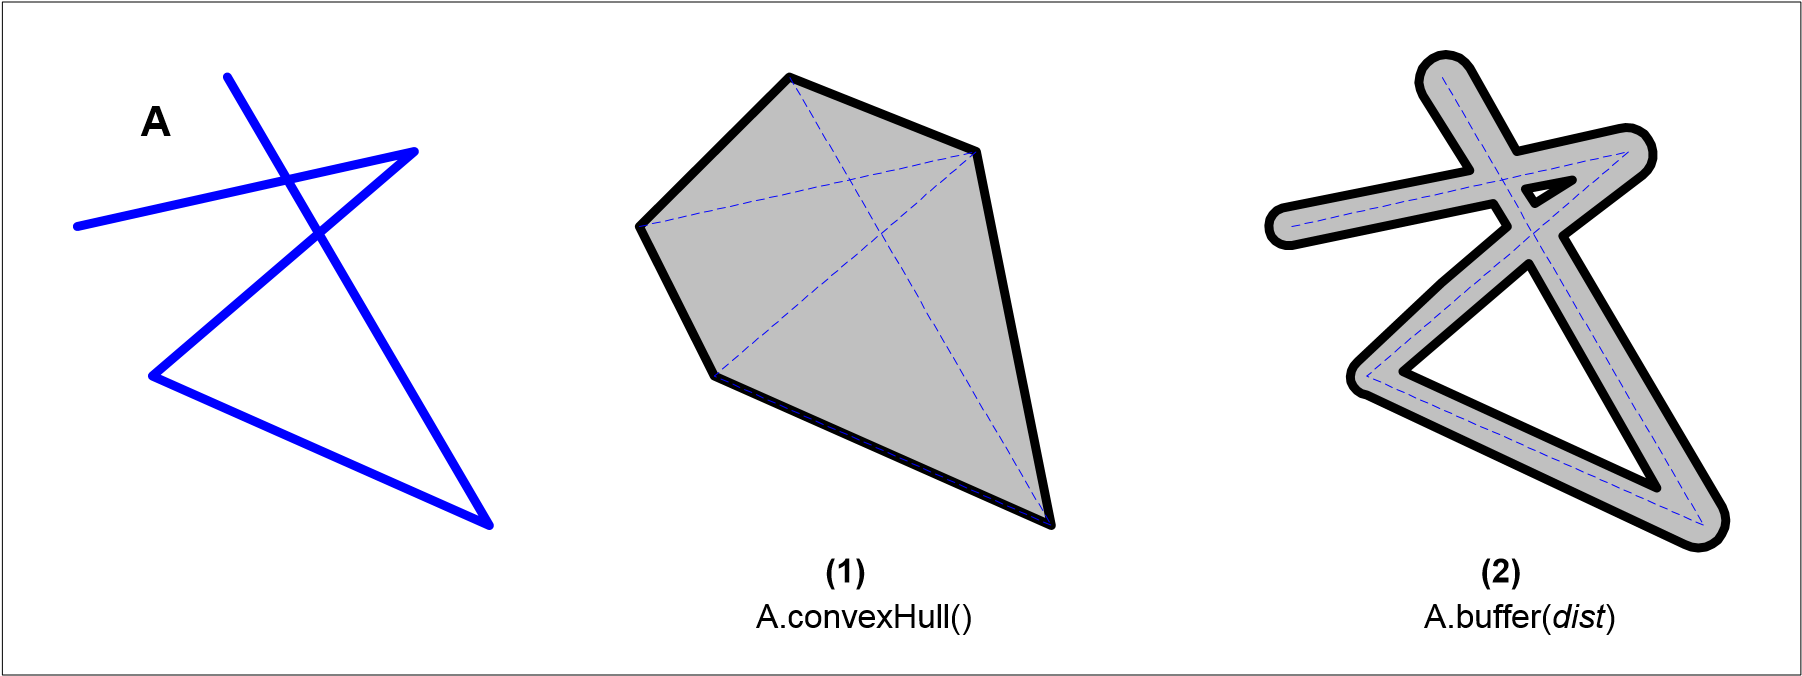 A
(1)
A.convexHull()
(2)
A.buffer(dist)